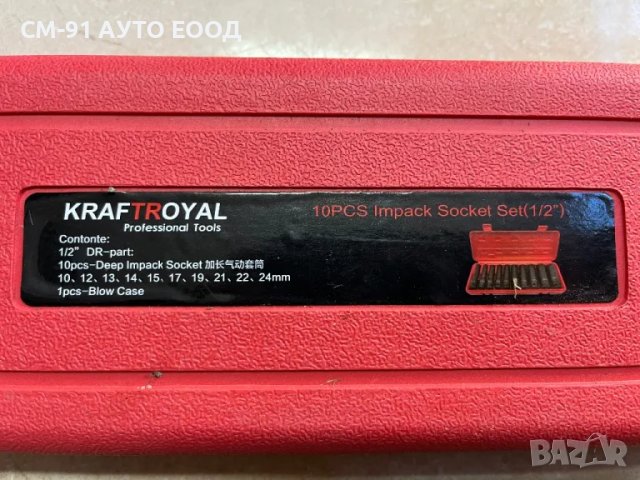 СМ-91 АУТО ЕООД
KRAFTROYAL
Professional Tools
10PCS Impack Socket Set(1/2")
Contonte:
1/2" DR-part:
10pcs-Deep Impack Socket 加长气动套筒
10、12、13、14、15、17、19、21、22、24mm
1pcs-Blow Case
BAZAR